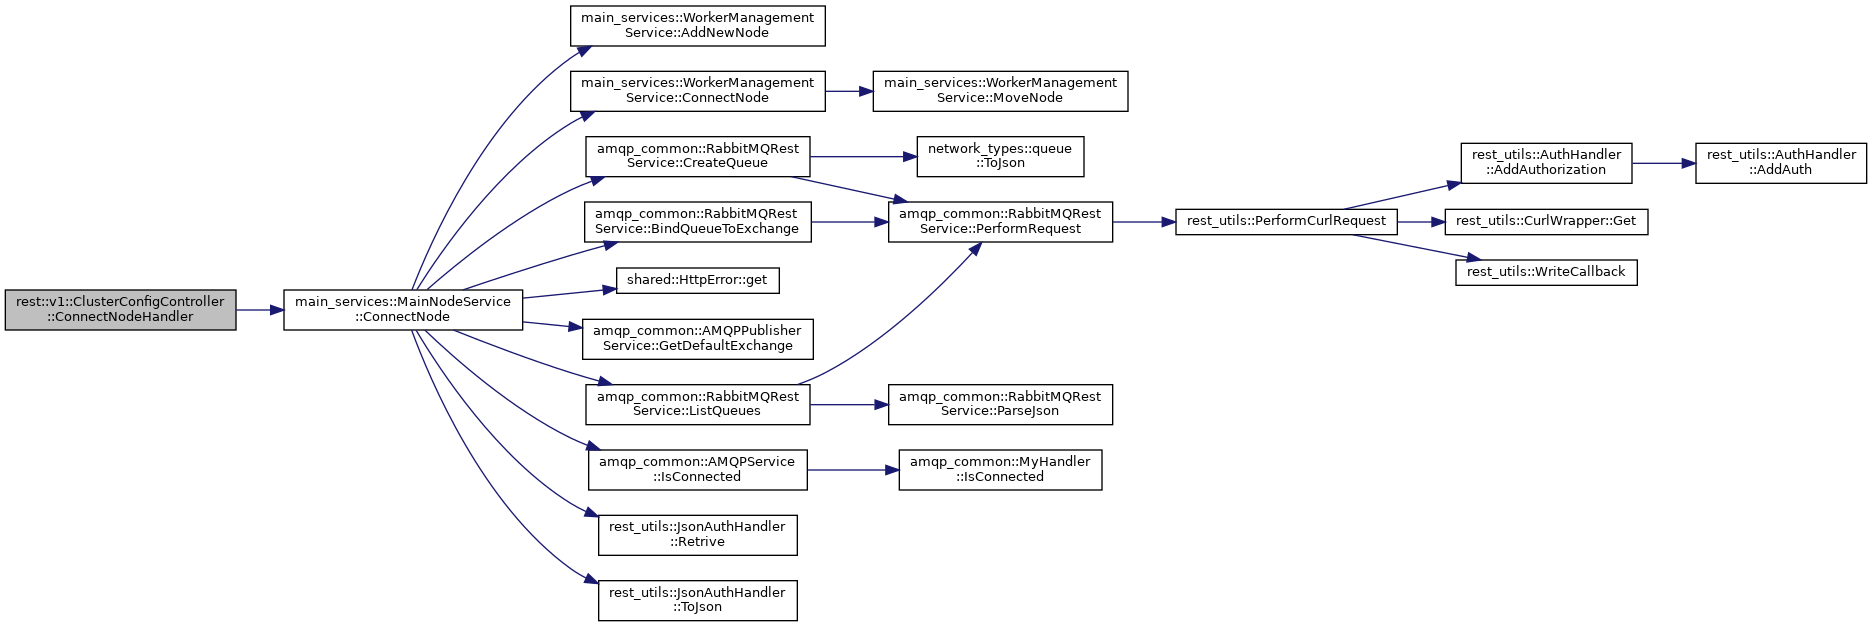 rest::v1::ClusterConfigController
::ConnectNodeHandler
main_services::MainNodeService
::ConnectNode
main_services::WorkerManagement
Service::AddNewNode
main_services::WorkerManagement
Service::ConnectNode
main_services::WorkerManagement
Service::MoveNode
amqp_common::RabbitMQRest
Service::CreateQueue
network_types::queue
::ToJson
amqp_common::RabbitMQRest
Service::BindQueueToExchange
amqp_common::RabbitMQRest
Service::PerformRequest
rest_utils::PerformCurlRequest
rest_utils::AuthHandler
::AddAuthorization
rest_utils::AuthHandler
::AddAuth
rest_utils::CurlWrapper::Get
rest_utils::WriteCallback
shared::HttpError::get
amqp_common::AMQPPublisher
Service::GetDefaultExchange
amqp_common::RabbitMQRest
Service::ListQueues
amqp_common::RabbitMQRest
Service::ParseJson
amqp_common::AMQPService
::IsConnected
amqp_common::MyHandler
::IsConnected
rest_utils::JsonAuthHandler
::Retrive
rest_utils::JsonAuthHandler
::ToJson